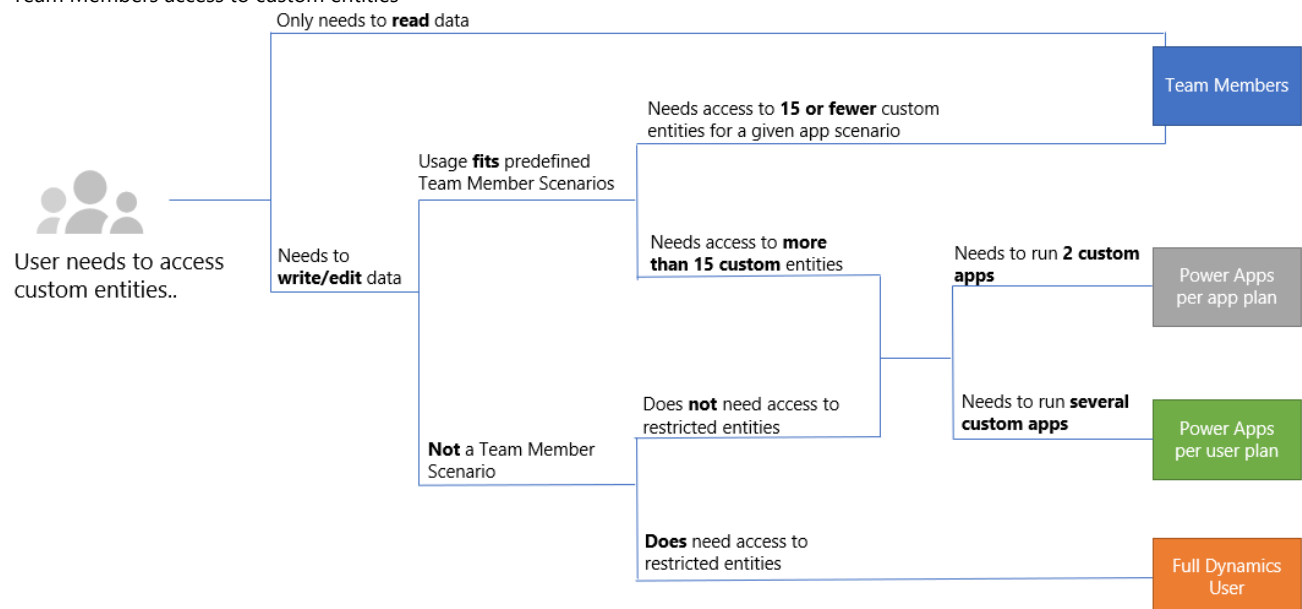 Team Members access to custom entities
Only needs to read data
Team Members
Needs access to 15 or fewer custom
entities for a given app scenario
Usage fits predefined
Team Member Scenarios
User needs to access
custom entities..
Needs to
write/edit data
Needs access to more
than 15 custom entities
Needs to run 2 custom
apps
Power Apps
per app plan
Does not need access to
restricted entities
Needs to run several
custom apps
Power Apps
per user plan
Not a Team Member
Scenario
Does need access to
restricted entities
Full Dynamics
User